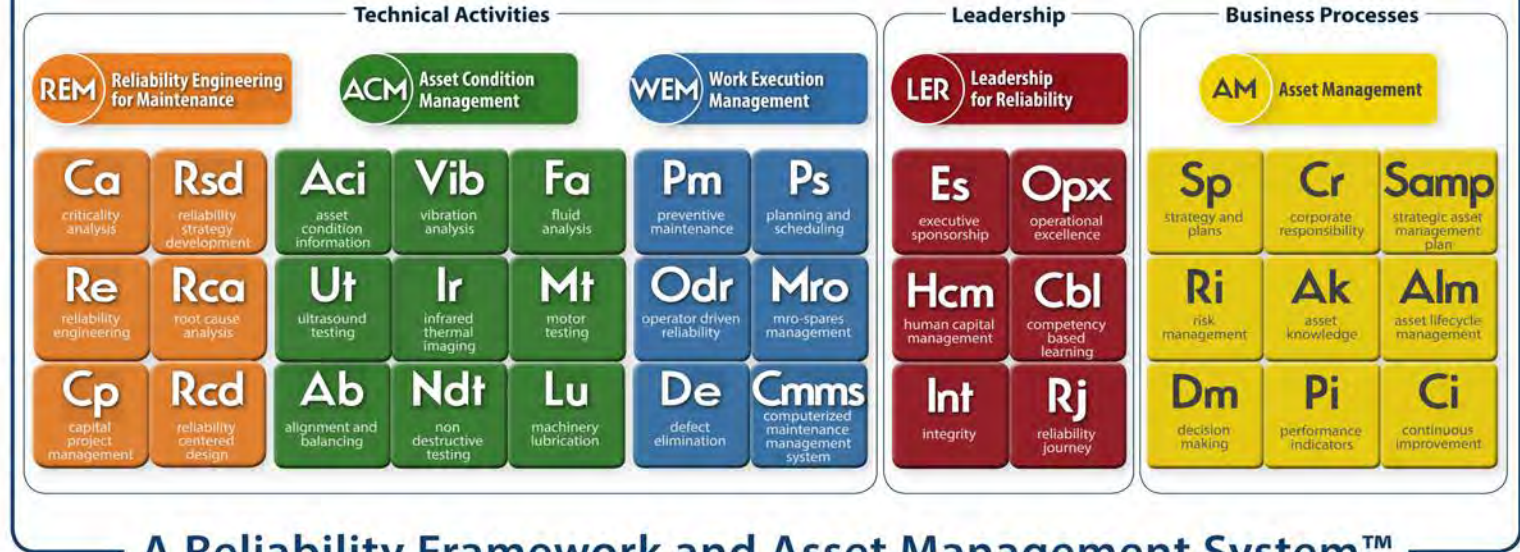 Technical Activities
Leadership
Business Processes
REM
Reliability Engineering
for Maintenance
ACM
Asset Condition
Management
WEM
Work Execution
Management
LER
Leadership
for Reliability
AM
Asset Management
Ca
criticality
analysis
Rsd
reliability
strategy
development
Re
reliability
engineering
Rca
root cause
analysis
Cp
capital
project
management
Rcd
reliability
centered
design
Aci
asset
condition
information
Vib
vibration
analysis
Fa
fluid
analysis
Ut
ultrasound
testing
Ir
infrared
thermal
imaging
Mt
motor
testing
Ab
alignment and
balancing
Ndt
non
destructive
testing
Lu
machinery
lubrication
Pm
preventive
maintenance
Ps
planning and
scheduling
Odr
operator driven
reliability
Mro
mro-spares
management
De
defect
elimination
Cmms
computerized
maintenance
management
system
Es
executive
sponsorship
Opx
operational
excellence
Hcm
human capital
management
Cbl
competency
based
learning
Int
integrity
Rj
reliability
journey
Sp
strategy and
plans
Cr
corporate
responsibility
Samp
strategic asset
management
plan
Ri
risk
management
Ak
asset
knowledge
Alm
asset lifecycle
management
Dm
decision
making
Pi
performance
indicators
Ci
continuous
improvement
A Reliability Framework and Asset Management System™